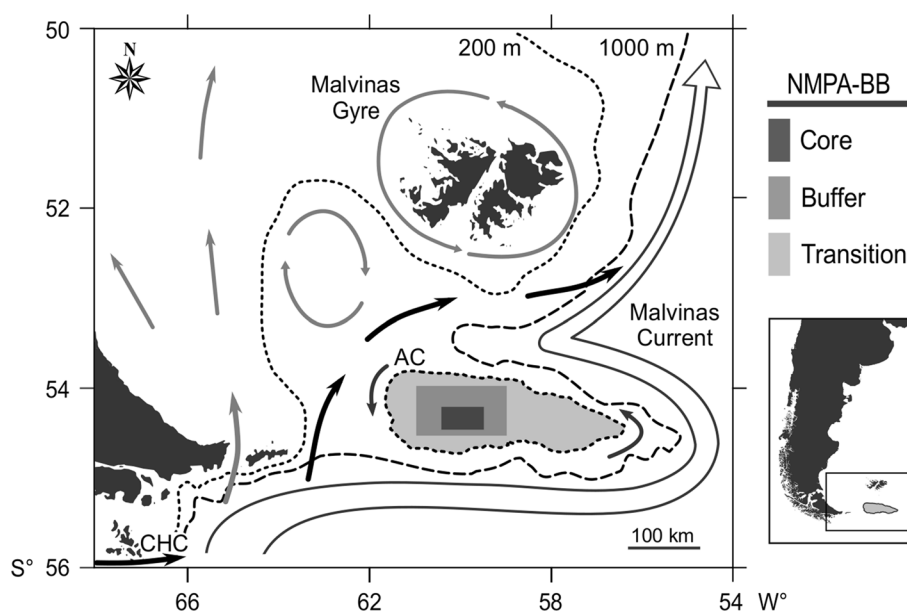 50
52
54
S° 56
66
62
58
54
W°
N
200 m
1000 m
Malvinas
Gyre
Malvinas
Current
AC
CHC
100 km
NMPA-BB
Core
Buffer
Transition